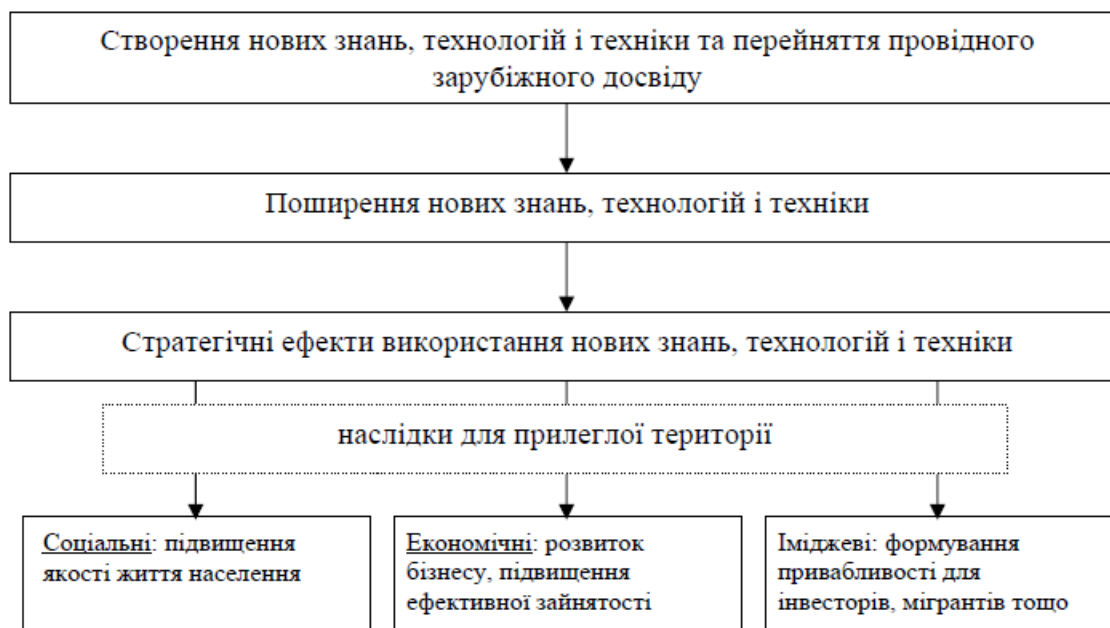 Створення нових знань, технологій і техніки та перейняття провідного
зарубіжного досвіду
Поширення нових знань, технологій і техніки
Стратегічні ефекти використання нових знань, технологій і техніки
наслідки для прилеглої території
Соціальні: підвищення
якості життя населення
Економічні: розвиток
бізнесу, підвищення
ефективної зайнятості
Іміджеві: формування
привабливості для
інвесторів, мігрантів тощо